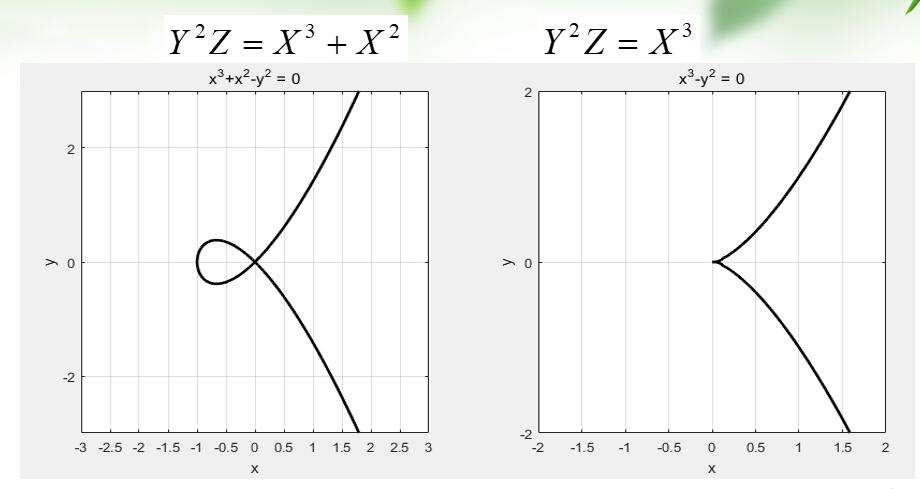 Y²Z = X³ + X²
Y²Z = X³
x³+x²-y² = 0
2
0
-2
y
-3 -2.5 -2 -1.5 -1 -0.5 0 0.5 1 1.5 2 2.5 3
x
x³-y² = 0
2
0
-2
y
-2 -1.5 -1 -0.5 0 0.5 1 1.5 2
x